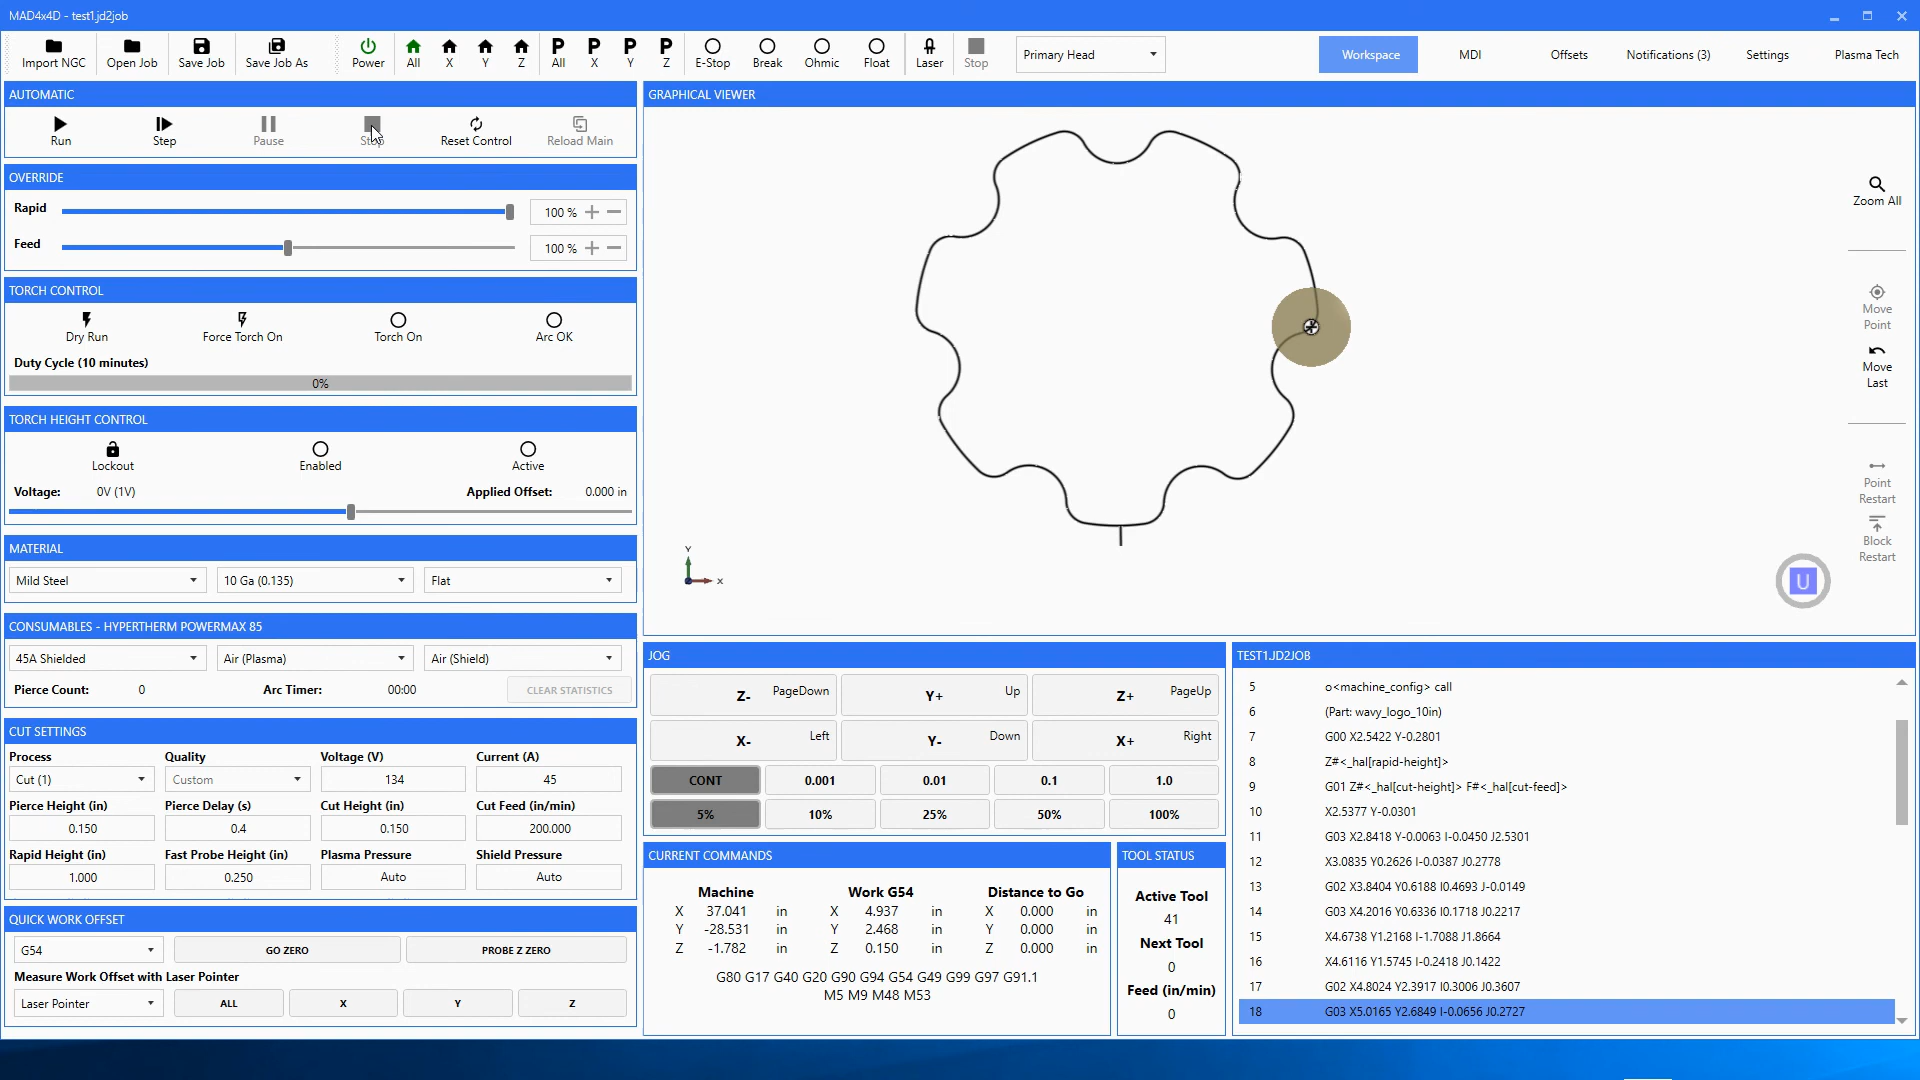 MAD4x4D - test1.jd2job
Import NGC
Open Job
Save Job
Save Job As
Power
All
X
Y
Z
P
All
P
X
P
Y
P
Z
E-Stop
Break
Ohmic
Float
Laser
Stop
Primary Head
Workspace
MDI
Offsets
Notifications (3)
Settings
Plasma Tech
AUTOMATIC
Run
Step
Pause
Stop
Reset Control
Reload Main
OVERRIDE
Rapid
100 %
Feed
100 %
TORCH CONTROL
Dry Run
Force Torch On
Torch On
Arc OK
Duty Cycle (10 minutes)
0%
TORCH HEIGHT CONTROL
Lockout
Enabled
Active
Voltage: 0V (1V)
Applied Offset: 0.000 in
MATERIAL
Mild Steel
10 Ga (0.135)
Flat
CONSUMABLES - HYPERTHERM POWERMAX 85
45A Shielded
Air (Plasma)
Air (Shield)
Pierce Count: 0
Arc Timer: 00:00
CLEAR STATISTICS
CUT SETTINGS
Process Quality Voltage (V) Current (A)
Cut (1) Custom 134 45
Pierce Height (in) Pierce Delay (s) Cut Height (in) Cut Feed (in/min)
0.150 0.4 0.150 200.000
Rapid Height (in) Fast Probe Height (in) Plasma Pressure Shield Pressure
1.000 0.250 Auto Auto
QUICK WORK OFFSET
G54
GO ZERO
PROBE Z ZERO
Measure Work Offset with Laser Pointer
Laser Pointer
ALL
X
Y
Z
GRAPHICAL VIEWER
Y
X
U
Zoom All
Move
Point
Move
Last
Point
Restart
Block
Restart
JOG
Z- PageDown
Y+ Up
Z+ PageUp
X- Left
Y- Down
X+ Right
CONT 0.001 0.01 0.1 1.0
5% 10% 25% 50% 100%
CURRENT COMMANDS
Machine Work G54 Distance to Go
X 37.041 in X 4.937 in X 0.000 in
Y -28.531 in Y 2.468 in Y 0.000 in
Z -1.782 in Z 0.150 in Z 0.000 in
G80 G17 G40 G20 G90 G94 G54 G49 G99 G97 G91.1
M5 M9 M48 M53
TOOL STATUS
Active Tool
41
Next Tool
0
Feed (in/min)
0
TEST1.JD2JOB
5 o<machine_config> call
6 (Part: wavy_logo_10in)
7 G00 X2.5422 Y-0.2801
8 Z#<_hal[rapid-height]>
9 G01 Z#<_hal[cut-height]> F#<_hal[cut-feed]>
10 X2.5377 Y-0.0301
11 G03 X2.8418 Y-0.0063 I-0.0450 J2.5301
12 X3.0835 Y0.2626 I-0.0387 J0.2778
13 G02 X3.8404 Y0.6188 I0.4693 J-0.0149
14 G03 X4.2016 Y0.6336 I0.1718 J0.2217
15 X4.6738 Y1.2168 I-1.7088 J1.8664
16 X4.6116 Y1.5745 I-0.2418 J0.1422
17 G02 X4.8024 Y2.3917 I0.3006 J0.3607
18 G03 X5.0165 Y2.6849 I-0.0656 J0.2727